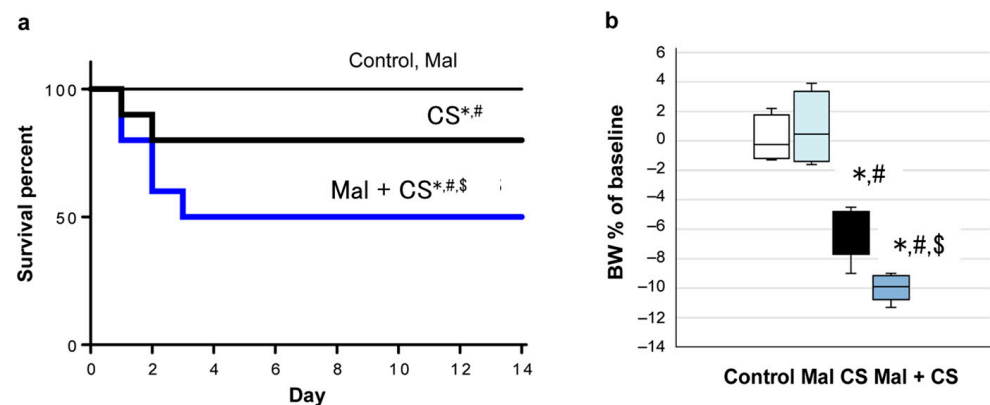 a
Control, Mal
100
CS*,#
Mal + CS*,#,$
50
0
0 2 4 6 8 10 12 14
Survival percent
Day
b
6
4
2
0
–2
–4
–6
–8
–10
–12
–14
*,#
*,#,$
BW % of baseline
Control Mal CS Mal + CS